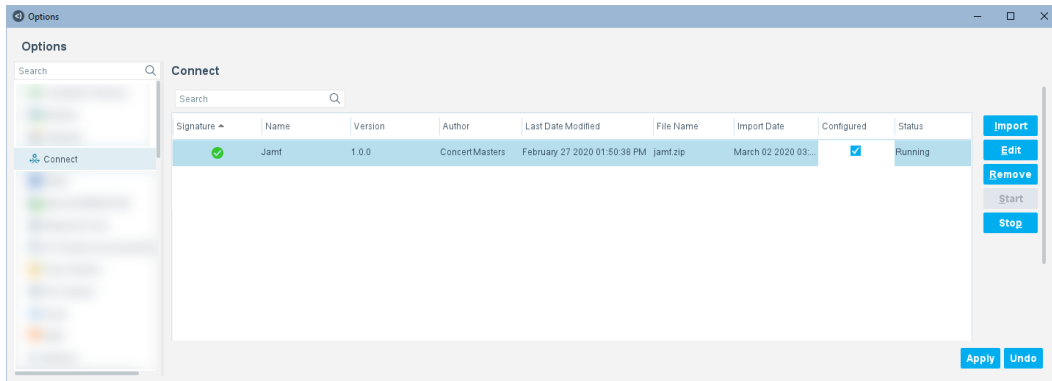 Options
Options
Search
Connect
Connect
Search
Signature Name Version Author Last Date Modified File Name Import Date Configured Status
Jamf 1.0.0 ConcertMasters February 27 2020 01:50:38 PM jamf.zip March 02 2020 03:... Running
Import
Edit
Remove
Start
Stop
Apply Undo